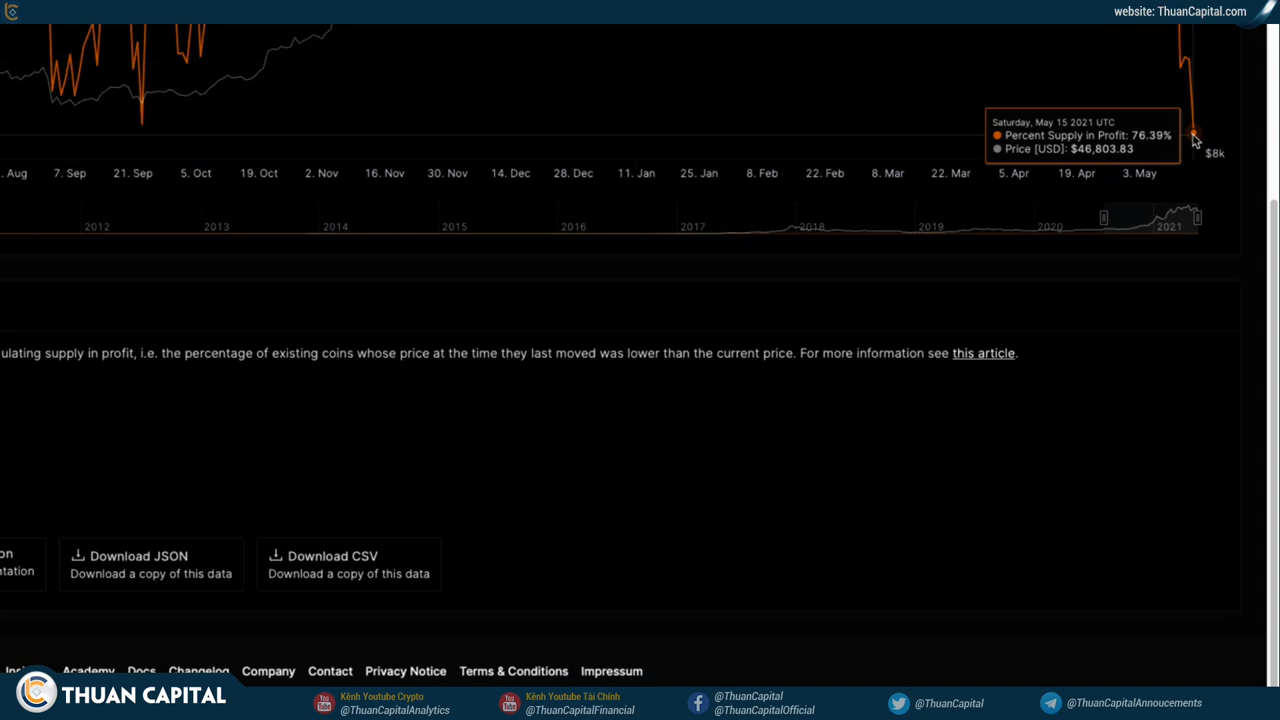 website: ThuanCapital.com
Saturday, May 15 2021 UTC
Percent Supply in Profit: 76.39%
Price [USD]: $46,803.83
$8k
. Aug 7. Sep 21. Sep 5. Oct 19. Oct 2. Nov 16. Nov 30. Nov 14. Dec 28. Dec 11. Jan 25. Jan 8. Feb 22. Feb 8. Mar 22. Mar 5. Apr 19. Apr 3. May
2012 2013 2014 2015 2016 2017 2018 2019 2020 2021
ulating supply in profit, i.e. the percentage of existing coins whose price at the time they last moved was lower than the current price. For more information see this article.
on
ntation
Download JSON
Download a copy of this data
Download CSV
Download a copy of this data
Academy Docs Changelog Company Contact Privacy Notice Terms & Conditions Impressum
THUAN CAPITAL
Kênh Youtube Crypto
@ThuanCapitalAnalytics
Kênh Youtube Tài Chính
@ThuanCapitalFinancial
@ThuanCapital
@ThuanCapitalOfficial
@ThuanCapital
@ThuanCapitalAnnoucements